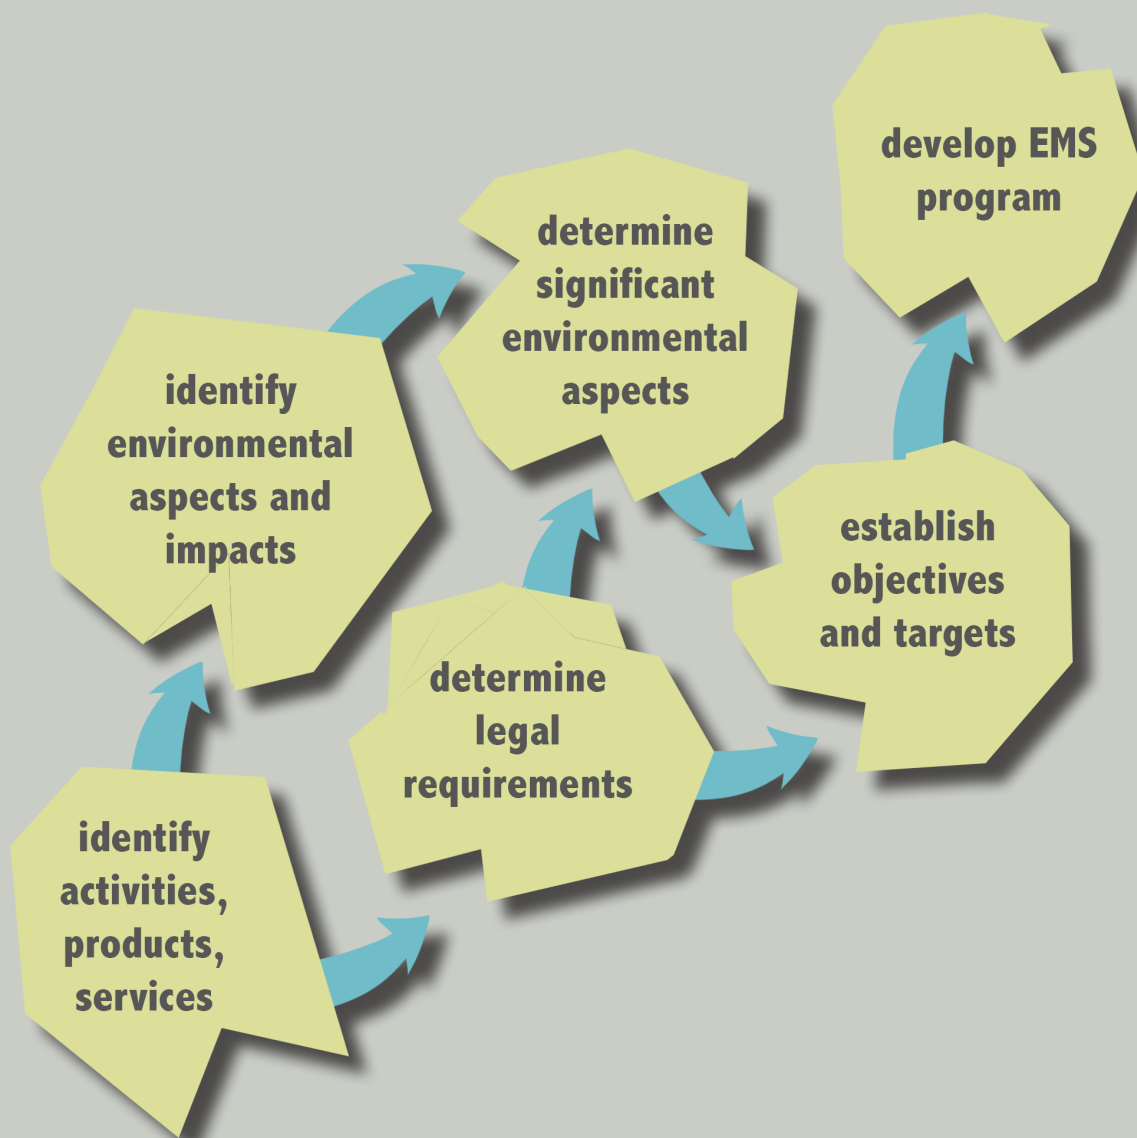 develop EMS
program
determine
significant
environmental
aspects
identify
environmental
aspects and
impacts
establish
objectives
and targets
determine
legal
requirements
identify
activities,
products,
services